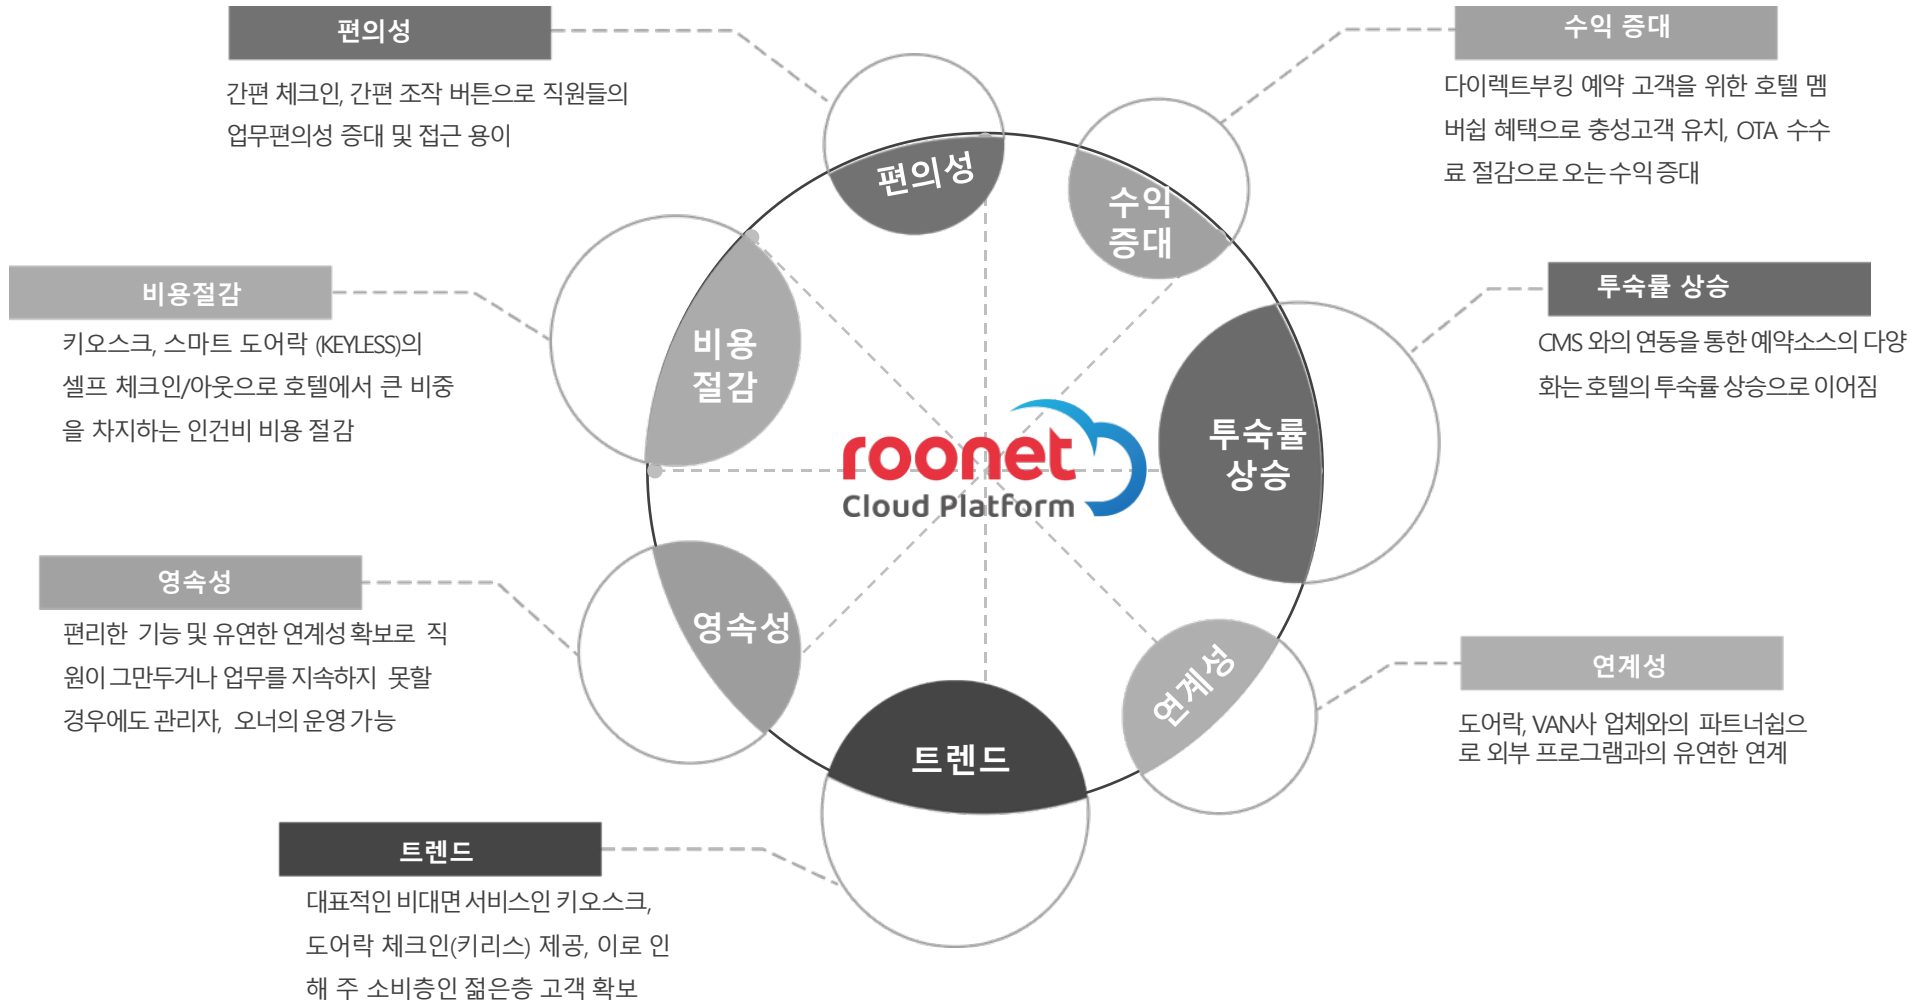 편의성
간편 체크인, 간편 조작 버튼으로 직원들의
업무편의성 증대 및 접근 용이
수익 증대
다이렉트부킹 예약 고객을 위한 호텔 멤
버쉽 혜택으로 충성고객 유치, OTA 수수
료 절감으로 오는 수익 증대
비용절감
키오스크, 스마트 도어락 (KEYLESS)의
셀프 체크인/아웃으로 호텔에서 큰 비중
을 차지하는 인건비 비용 절감
투숙률 상승
CMS 와의 연동을 통한 예약소스의 다양
화는 호텔의 투숙률 상승으로 이어짐
영속성
편리한 기능 및 유연한 연계성 확보로 직
원이 그만두거나 업무를 지속하지 못할
경우에도 관리자, 오너의 운영 가능
연계성
도어락, VAN사 업체와의 파트너쉽으
로 외부 프로그램과의 유연한 연계
트렌드
대표적인 비대면 서비스인 키오스크,
도어락 체크인(키리스) 제공, 이로 인
해 주 소비층인 젊은층 고객 확보
편의성
수익
증대
비용
절감
투숙률
상승
roonet
Cloud Platform
영속성
연계성
트렌드